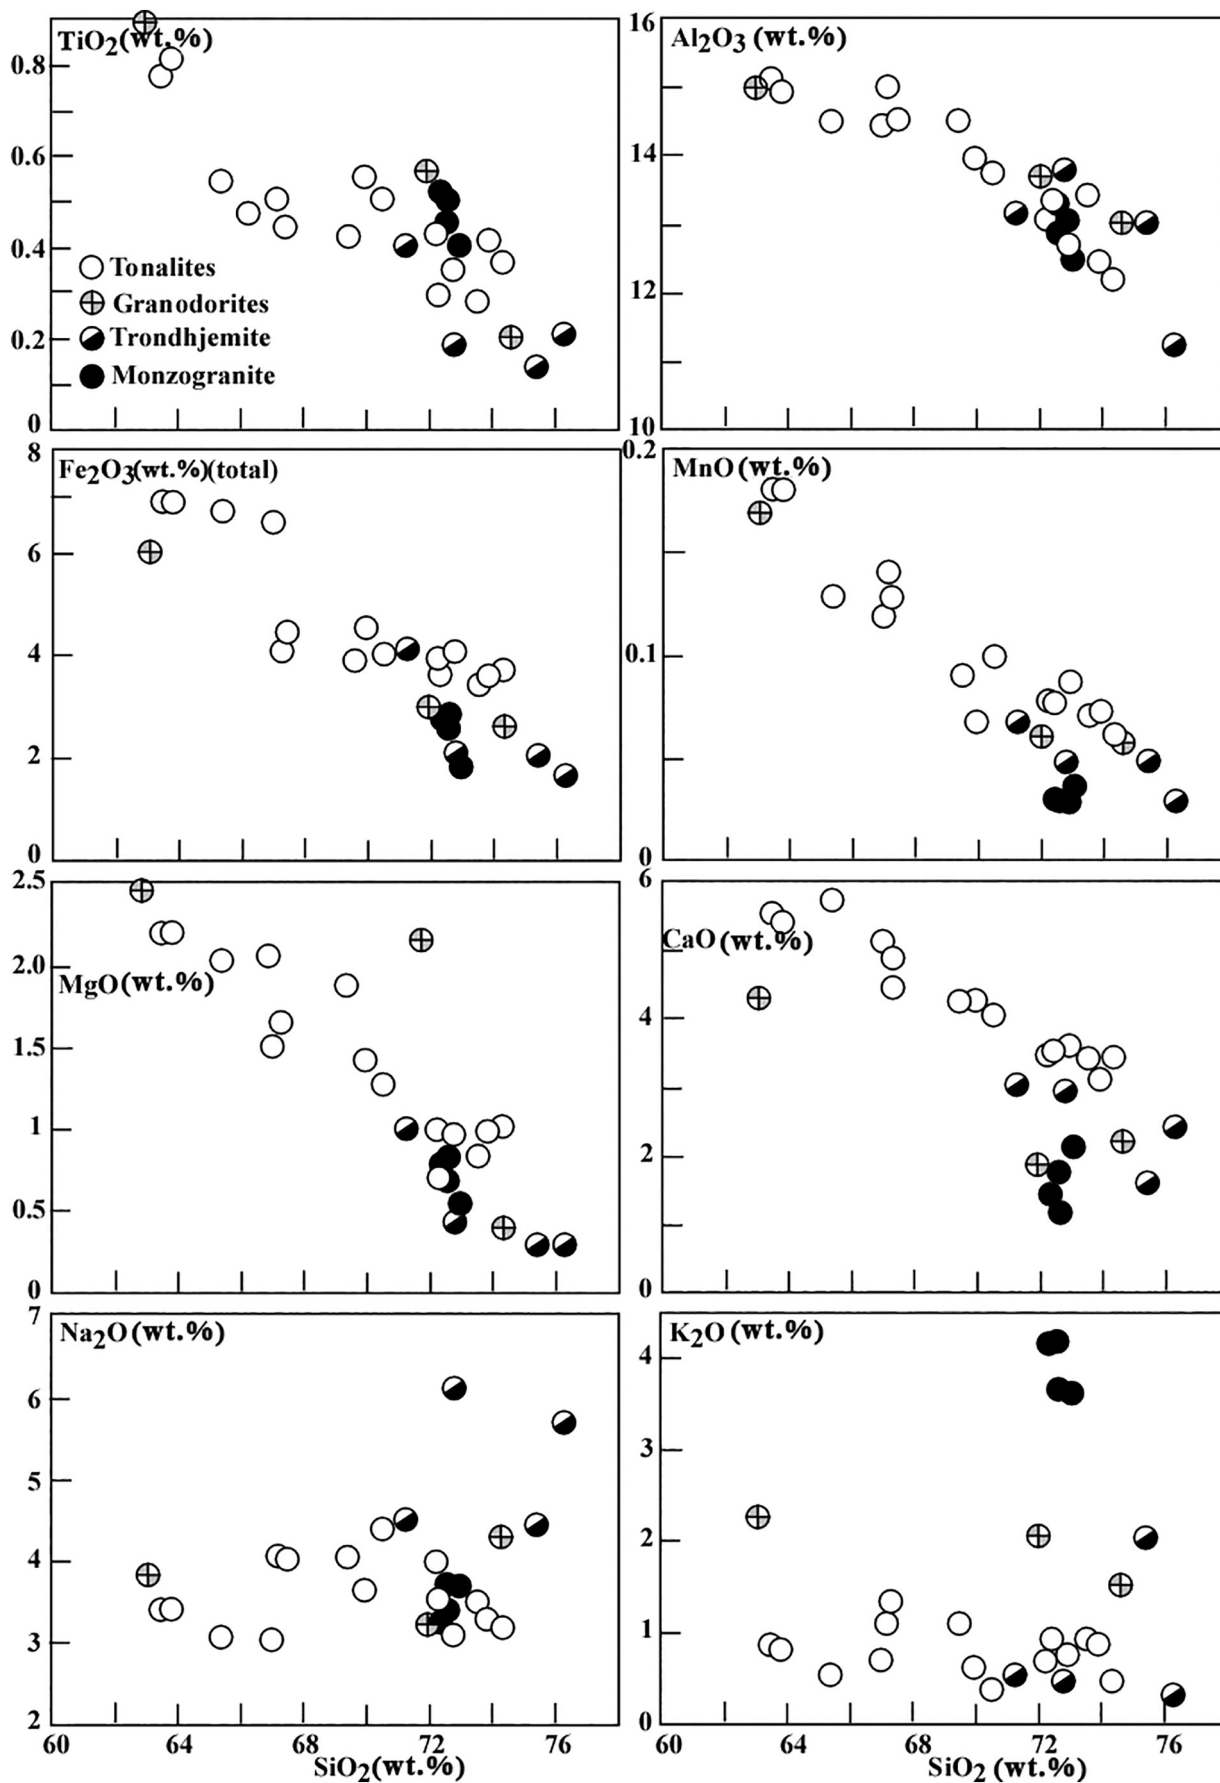 TiO2(wt.%)
0.8
0.6
0.4
0.2
0
Tonalites
Granodorites
Trondhjemite
Monzogranite
Al2O3 (wt.%)
16
14
12
10
Fe2O3(wt.%)(total)
8
6
4
2
0
MnO (wt.%)
0.2
0.1
0
MgO(wt.%)
2.5
2.0
1.5
1
0.5
0
CaO (wt.%)
6
4
2
0
Na2O(wt.%)
7
6
5
4
3
2
60 64 68 72 76
SiO2(wt.%)
K2O (wt.%)
4
3
2
1
0
60 64 68 72 76
SiO2 (wt.%)